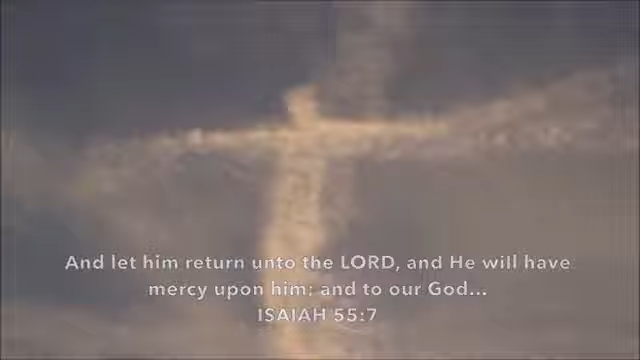 And let him return unto the LORD, and He will have
mercy upon him; and to our God...
ISAIAH 55:7